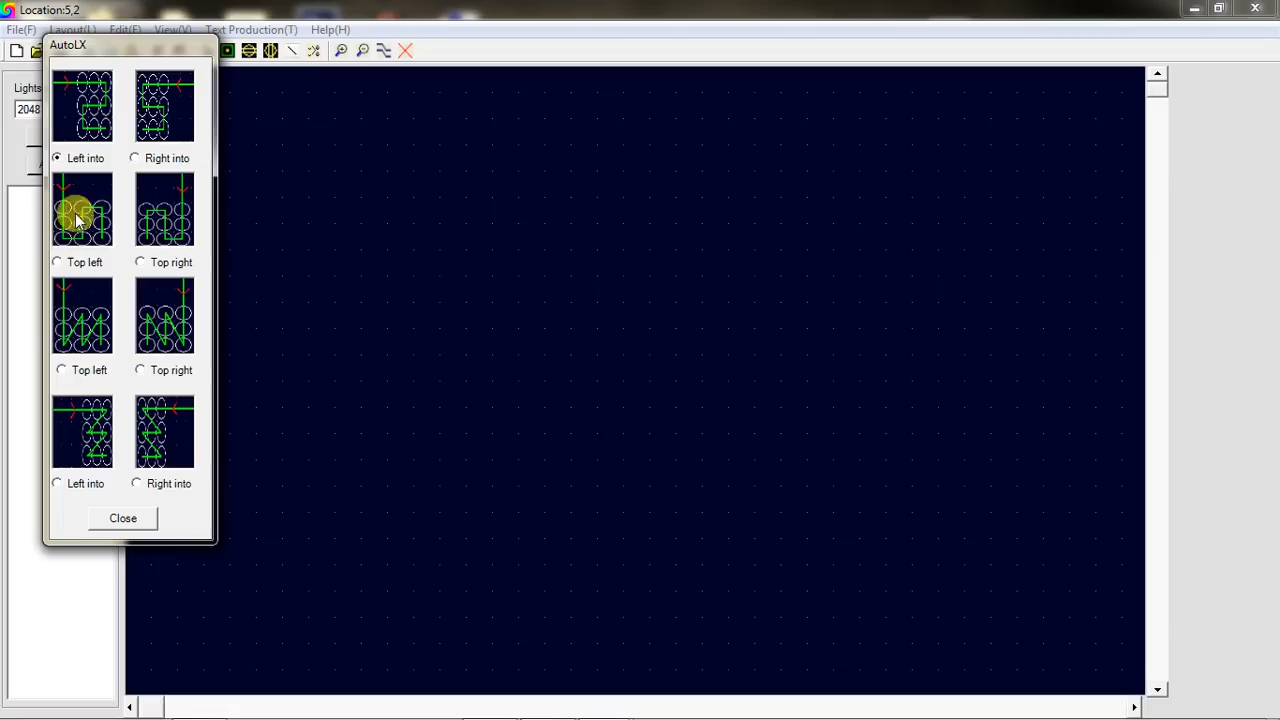 Location:5,2
File(F) Layout(L) Edit(E) View(V) Text Production(T) Help(H)
AutoLX
Lights
2048
Left into Right into
Top left Top right
Top left Top right
Left into Right into
Close